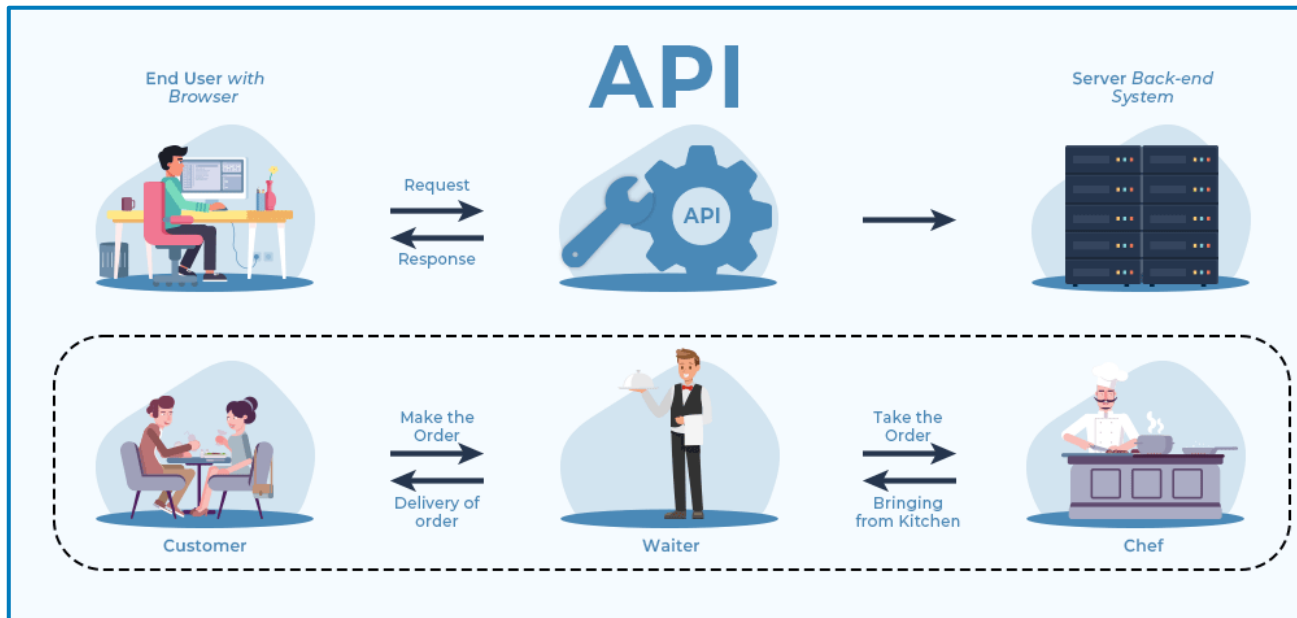 API
End User with
Browser
Server Back-end
System
Request
Response
API
Make the
Order
Delivery of
order
Take the
Order
Bringing
from Kitchen
Customer
Waiter
Chef